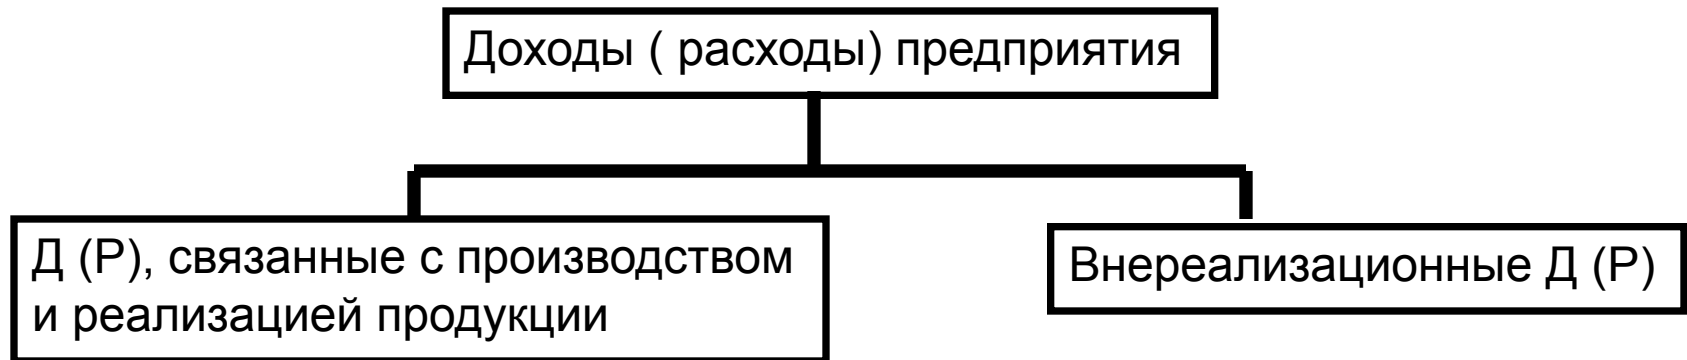 Доходы ( расходы) предприятия
Д (Р), связанные с производством
и реализацией продукции
Внереализационные Д (Р)